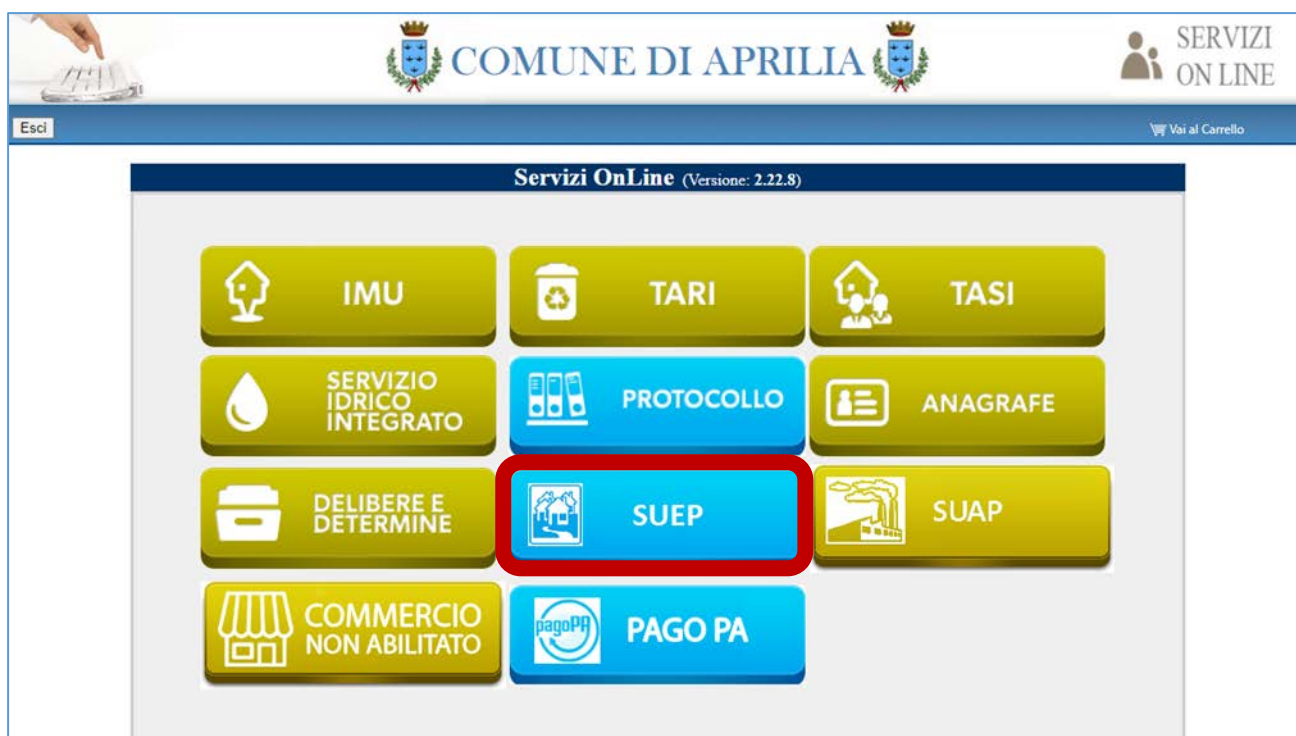 COMUNE DI APRILIA
SERVIZI
ON LINE
Esci
Vai al Carrello
Servizi OnLine (Versione: 2.22.8)
IMU
TARI
TASI
SERVIZIO
IDRICO
INTEGRATO
PROTOCOLLO
ANAGRAFE
DELIBERE E
DETERMINE
SUEP
SUAP
COMMERCIO
NON ABILITATO
pagoPA
PAGO PA